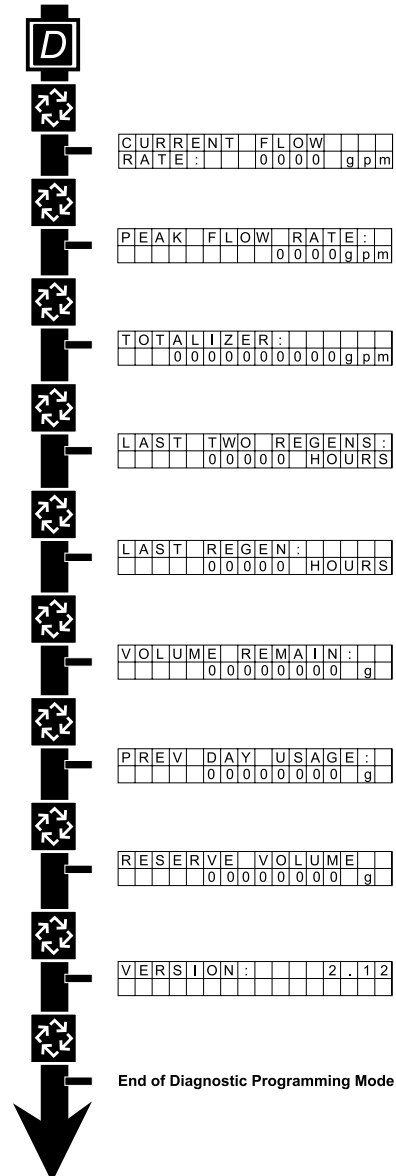 D
CURRENT FLOW
RATE: 0000 gpm
PEAK FLOW RATE:
0000gpm
TOTALIZER:
0000000000gpm
LAST TWO REGENS:
00000 HOURS
LAST REGEN:
00000 HOURS
VOLUME REMAIN:
00000000 g
PREV DAY USAGE:
00000000 g
RESERVE VOLUME
00000000 g
VERSION: 2.12
End of Diagnostic Programming Mode